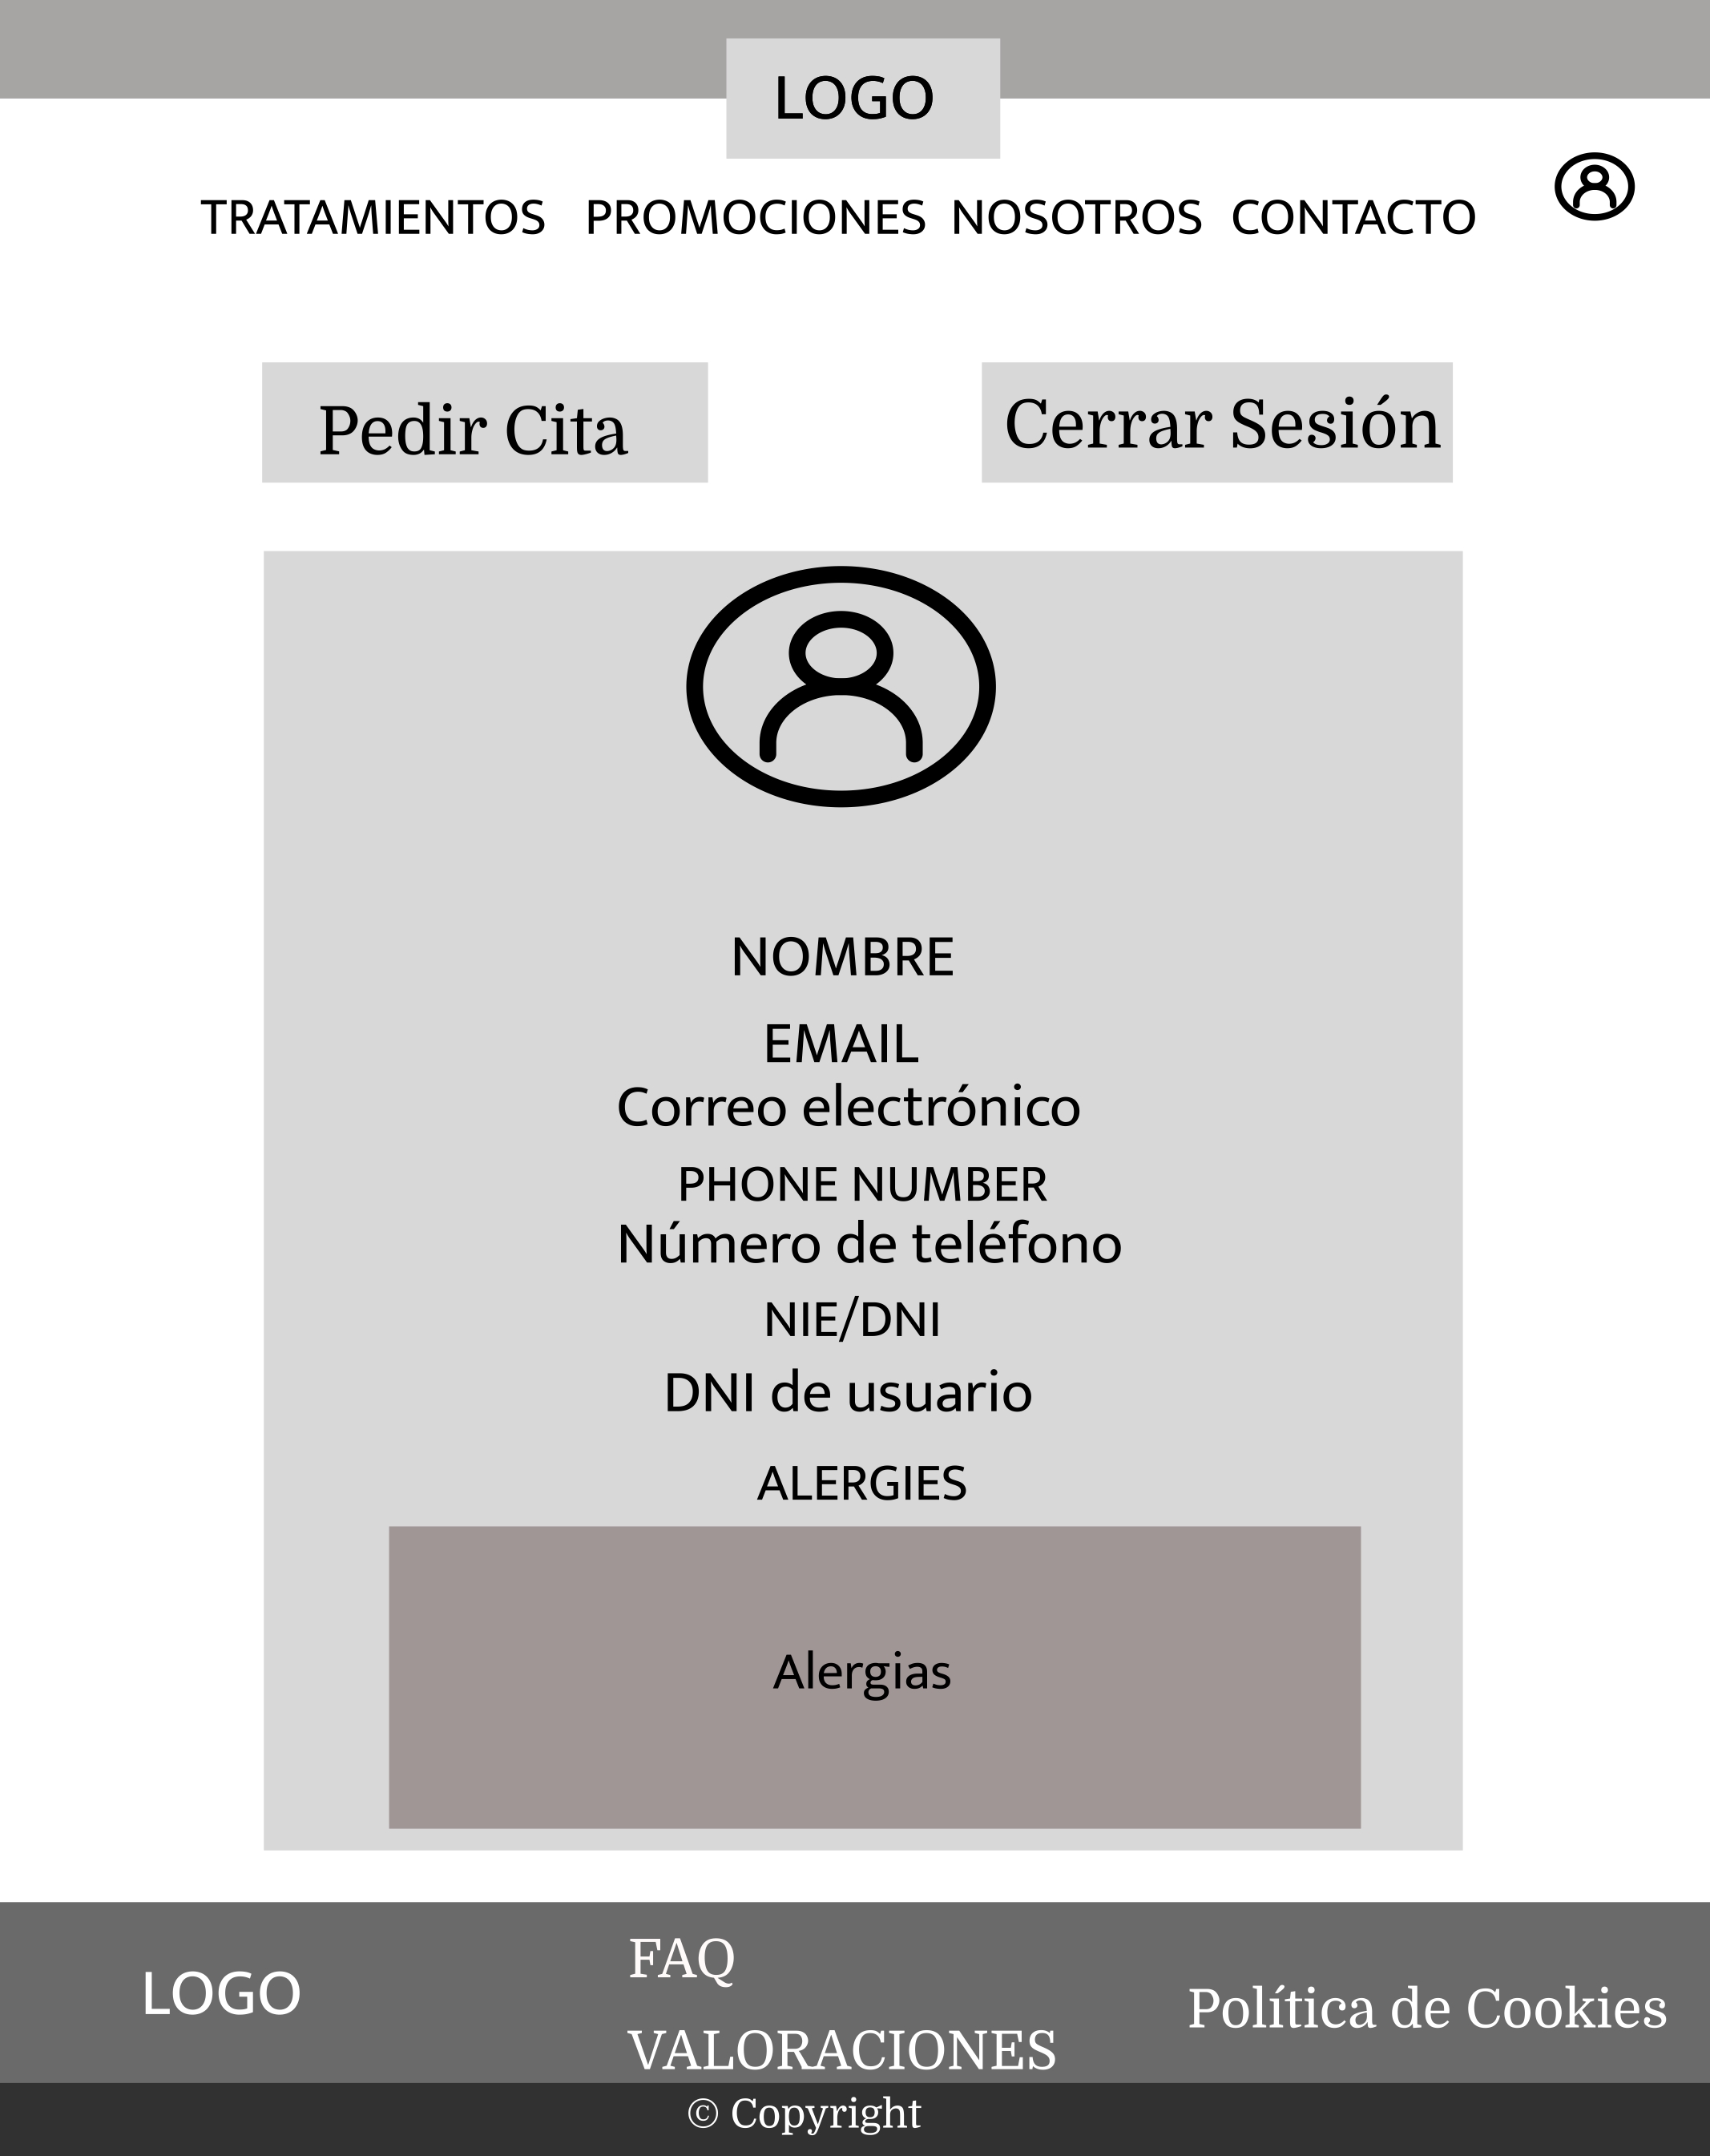 LOGO
TRATAMIENTOS PROMOCIONES NOSOTROS CONTACTO
Pedir Cita
Cerrar Sesión
NOMBRE
EMAIL
Correo electrónico
PHONE NUMBER
Número de teléfono
NIE/DNI
DNI de usuario
ALERGIES
Alergias
LOGO
FAQ
VALORACIONES
Política de Cookies
© Copyright